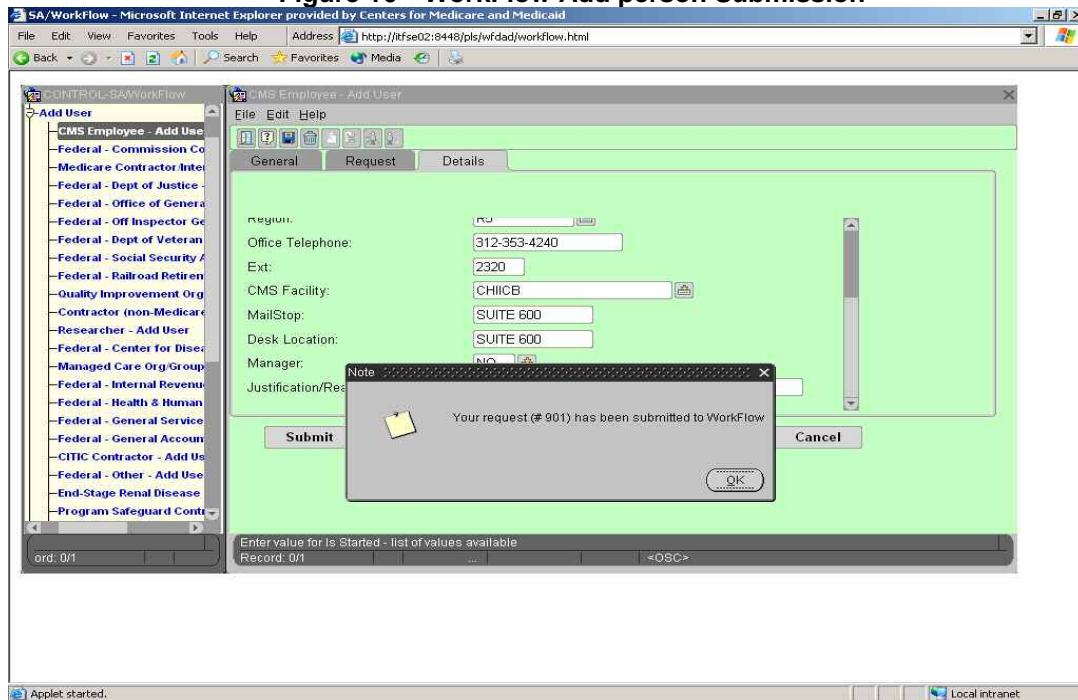 Figure 10 - WorkFlow Add person Submission
SA/WorkFlow - Microsoft Internet Explorer provided by Centers for Medicare and Medicaid
File Edit View Favorites Tools Help Address http://itfse02:8448/pls/wfdad/workflow.html
Back Search Favorites Media
CONTROL-SA/WorkFlow
Add User
CMS Employee - Add Use
Federal - Commission Co
Medicare Contractor/Inte
Federal - Dept of Justice -
Federal - Office of Genera
Federal - Off Inspector Ge
Federal - Dept of Veteran
Federal - Social Security A
Federal - Railroad Retirem
Quality Improvement Org
Contractor (non-Medicare
Researcher - Add User
Federal - Center for Disea
Managed Care Org/Group
Federal - Internal Revenu
Federal - Health & Human
Federal - General Service
Federal - General Accoun
CITIC Contractor - Add Us
Federal - Other - Add Use
End-Stage Renal Disease
Program Safeguard Contr
ord: 0/1
CMS Employee - Add User
File Edit Help
General Request Details
Region:
Office Telephone: 312-353-4240
Ext: 2320
CMS Facility: CHIICB
MailStop: SUITE 600
Desk Location: SUITE 600
Manager: NO
Justification/Rea
Submit Cancel
Note
Your request (# 901) has been submitted to WorkFlow
OK
Enter value for Is Started - list of values available
Record: 0/1 ... <OSC>
Applet started. Local intranet